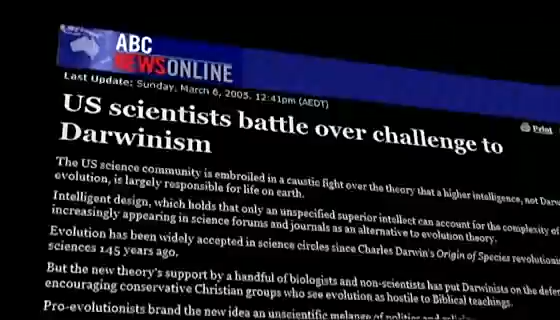 ABC
NEWSONLINE
Last Update: Sunday, March 6, 2005. 12:41pm (AEDT)
Print
US scientists battle over challenge to
Darwinism
The US science community is embroiled in a caustic fight over the theory that a higher intelligence, not Darw
evolution, is largely responsible for life on earth.
Intelligent design, which holds that only an unspecified superior intellect can account for the complexity of
increasingly appearing in science forums and journals as an alternative to evolution theory.
Evolution has been widely accepted in science circles since Charles Darwin's Origin of Species revolutioni
sciences 145 years ago.
But the new theory's support by a handful of biologists and non-scientists has put Darwinists on the defen
encouraging conservative Christian groups who see evolution as hostile to Biblical teachings.
Pro-evolutionists brand the new idea an unscientific melange of politics and